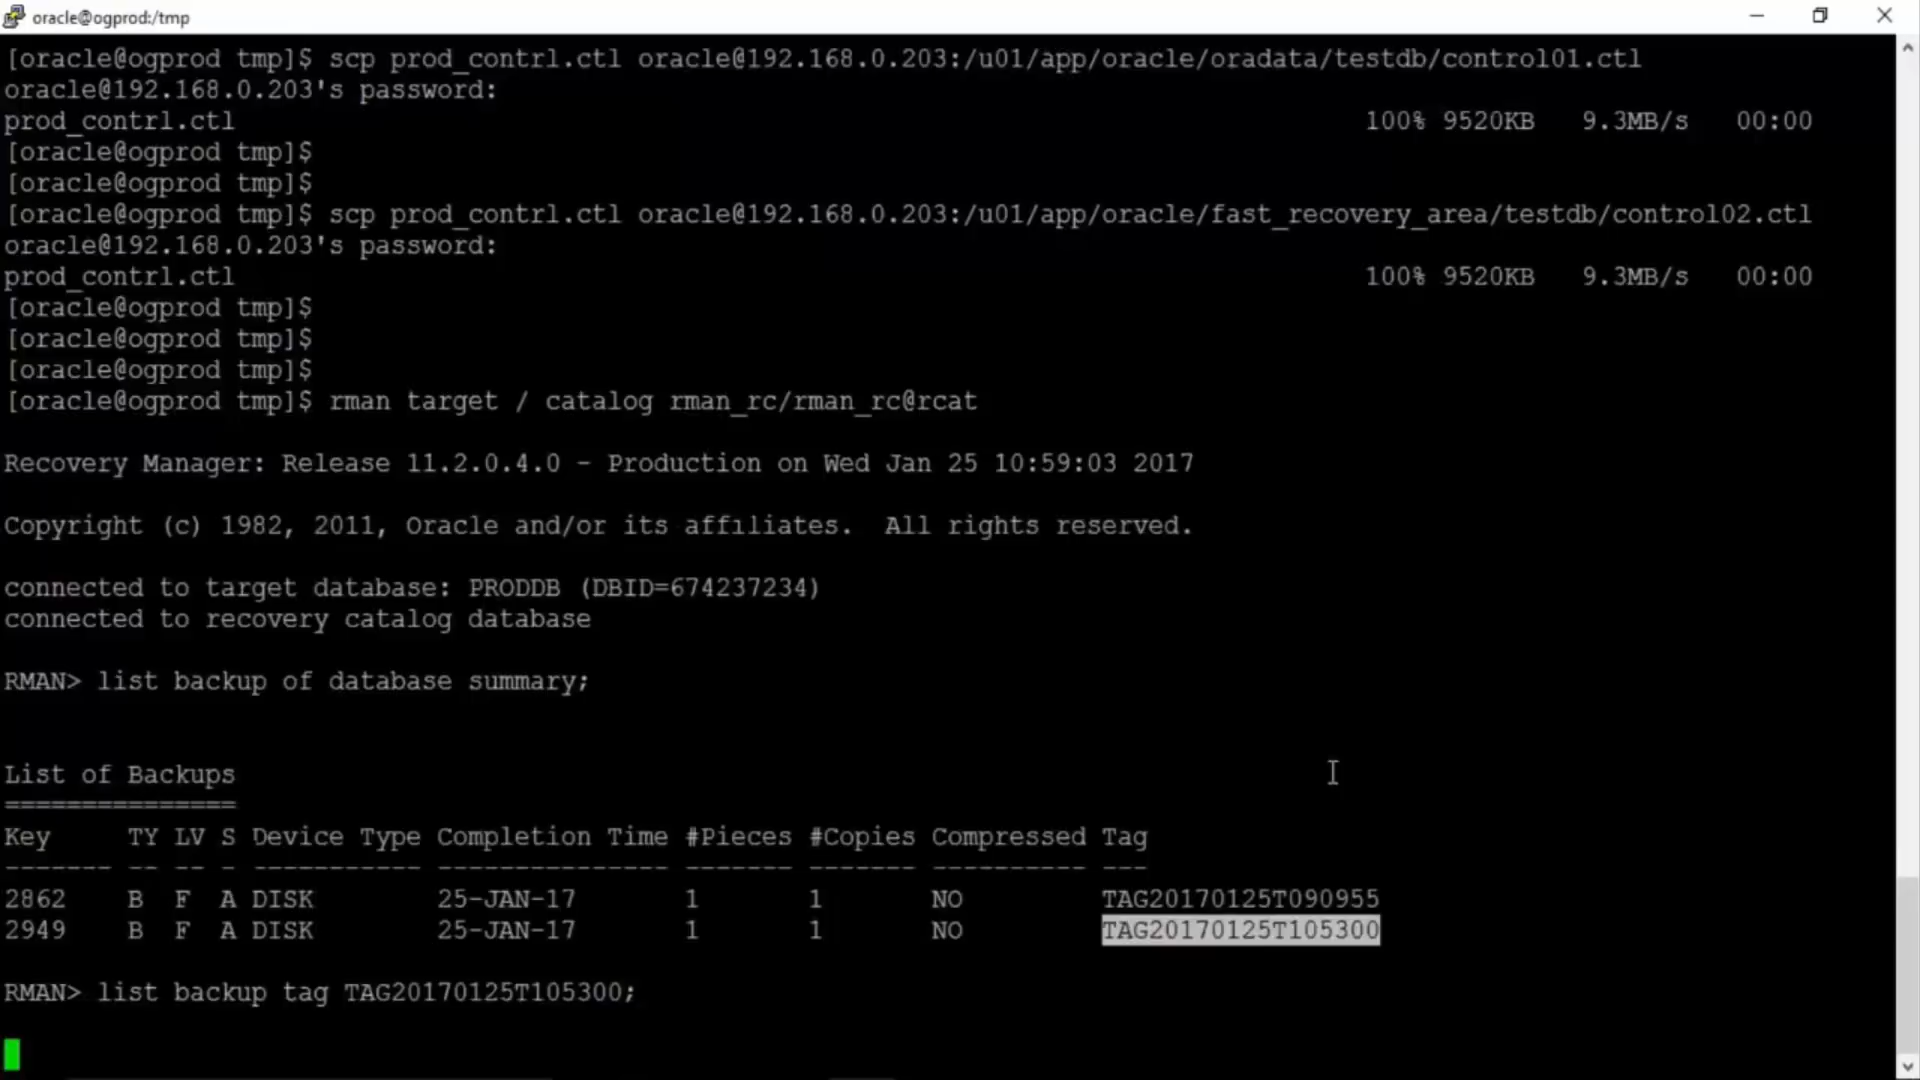 oracle@ogprod:/tmp
[oracle@ogprod tmp]$ scp prod_contrl.ctl oracle@192.168.0.203:/u01/app/oracle/oradata/testdb/control01.ctl
oracle@192.168.0.203's password:
prod_contrl.ctl 100% 9520KB 9.3MB/s 00:00
[oracle@ogprod tmp]$
[oracle@ogprod tmp]$
[oracle@ogprod tmp]$ scp prod_contrl.ctl oracle@192.168.0.203:/u01/app/oracle/fast_recovery_area/testdb/control02.ctl
oracle@192.168.0.203's password:
prod_contrl.ctl 100% 9520KB 9.3MB/s 00:00
[oracle@ogprod tmp]$
[oracle@ogprod tmp]$
[oracle@ogprod tmp]$
[oracle@ogprod tmp]$ rman target / catalog rman_rc/rman_rc@rcat
Recovery Manager: Release 11.2.0.4.0 - Production on Wed Jan 25 10:59:03 2017
Copyright (c) 1982, 2011, Oracle and/or its affiliates.  All rights reserved.
connected to target database: PRODDB (DBID=674237234)
connected to recovery catalog database
RMAN> list backup of database summary;
List of Backups
===============
Key TY LV S Device Type Completion Time #Pieces #Copies Compressed Tag
------- -- -- - ----------- --------------- ------- ------- ---------- ---
2862 B F A DISK 25-JAN-17 1 1 NO TAG20170125T090955
2949 B F A DISK 25-JAN-17 1 1 NO TAG20170125T105300
RMAN> list backup tag TAG20170125T105300;